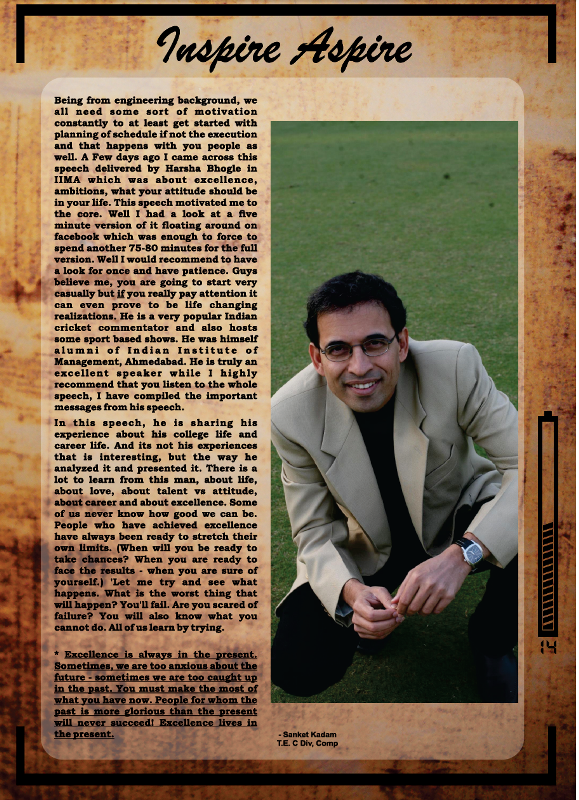 Inspire Aspire
Being from engineering background, we
all need some sort of motivation
constantly to at least get started with
planning of schedule if not the execution
and that happens with you people as
well. A Few days ago I came across this
speech delivered by Harsha Bhogle in
IIMA which was about excellence,
ambitions, what your attitude should be
in your life. This speech motivated me to
the core. Well I had a look at a five
minute version of it floating around on
facebook which was enough to force to
spend another 75-80 minutes for the full
version. Well I would recommend to have
a look for once and have patience. Guys
believe me, you are going to start very
casually but if you really pay attention it
can even prove to be life changing
realizations. He is a very popular Indian
cricket commentator and also hosts
some sport based shows. He was himself
alumni of Indian Institute of
Management, Ahmedabad. He is truly an
excellent speaker while I highly
recommend that you listen to the whole
speech, I have compiled the important
messages from his speech.
In this speech, he is sharing his
experience about his college life and
career life. And its not his experiences
that is interesting, but the way he
analyzed it and presented it. There is a
lot to learn from this man, about life,
about love, about talent vs attitude,
about career and about excellence. Some
of us never know how good we can be.
People who have achieved excellence
have always been ready to stretch their
own limits. (When will you be ready to
take chances? When you are ready to
face the results - when you are sure of
yourself.) 'Let me try and see what
happens. What is the worst thing that
will happen? You'll fail. Are you scared of
failure? You will also know what you
cannot do. All of us learn by trying.
* Excellence is always in the present.
Sometimes, we are too anxious about the
future - sometimes we are too caught up
in the past. You must make the most of
what you have now. People for whom the
past is more glorious than the present
will never succeed! Excellence lives in
the present.
- Sanket Kadam
T.E. C Div, Comp
14